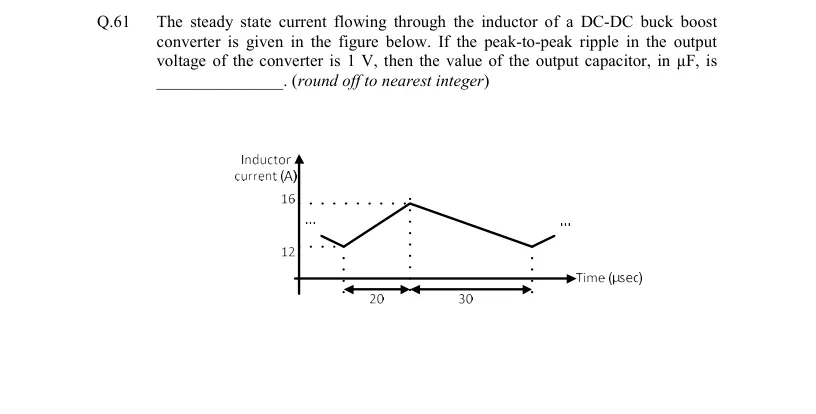 Q.61 The steady state current flowing through the inductor of a DC-DC buck boost
converter is given in the figure below. If the peak-to-peak ripple in the output
voltage of the converter is 1 V, then the value of the output capacitor, in μF, is
________________. (round off to nearest integer)
Inductor
current (A)
16
...
...
12
Time (μsec)
20
30